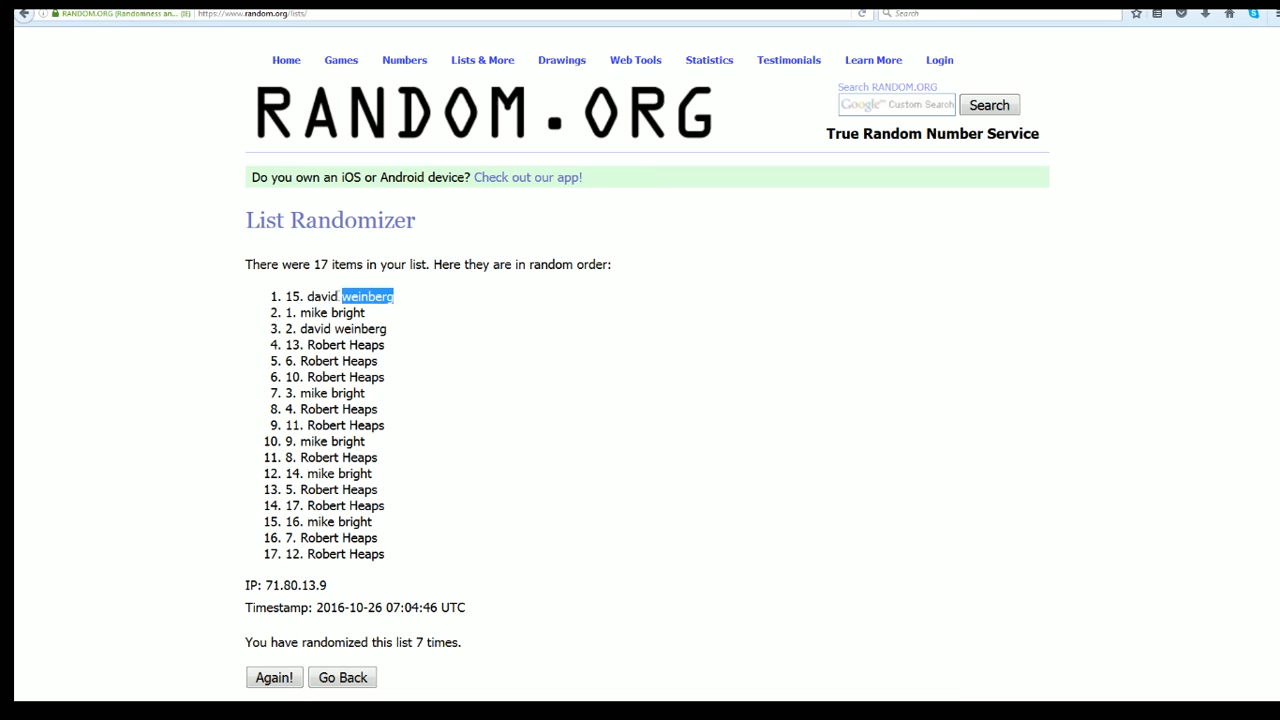 RANDOM.ORG (Randomness an... (IE) https://www.random.org/lists/ Search
Home Games Numbers Lists & More Drawings Web Tools Statistics Testimonials Learn More Login
RANDOM.ORG
Search RANDOM.ORG
Google™ Custom Search Search
True Random Number Service
Do you own an iOS or Android device? Check out our app!
List Randomizer
There were 17 items in your list. Here they are in random order:
1. 15. david weinberg
2. 1. mike bright
3. 2. david weinberg
4. 13. Robert Heaps
5. 6. Robert Heaps
6. 10. Robert Heaps
7. 3. mike bright
8. 4. Robert Heaps
9. 11. Robert Heaps
10. 9. mike bright
11. 8. Robert Heaps
12. 14. mike bright
13. 5. Robert Heaps
14. 17. Robert Heaps
15. 16. mike bright
16. 7. Robert Heaps
17. 12. Robert Heaps
IP: 71.80.13.9
Timestamp: 2016-10-26 07:04:46 UTC
You have randomized this list 7 times.
Again! Go Back